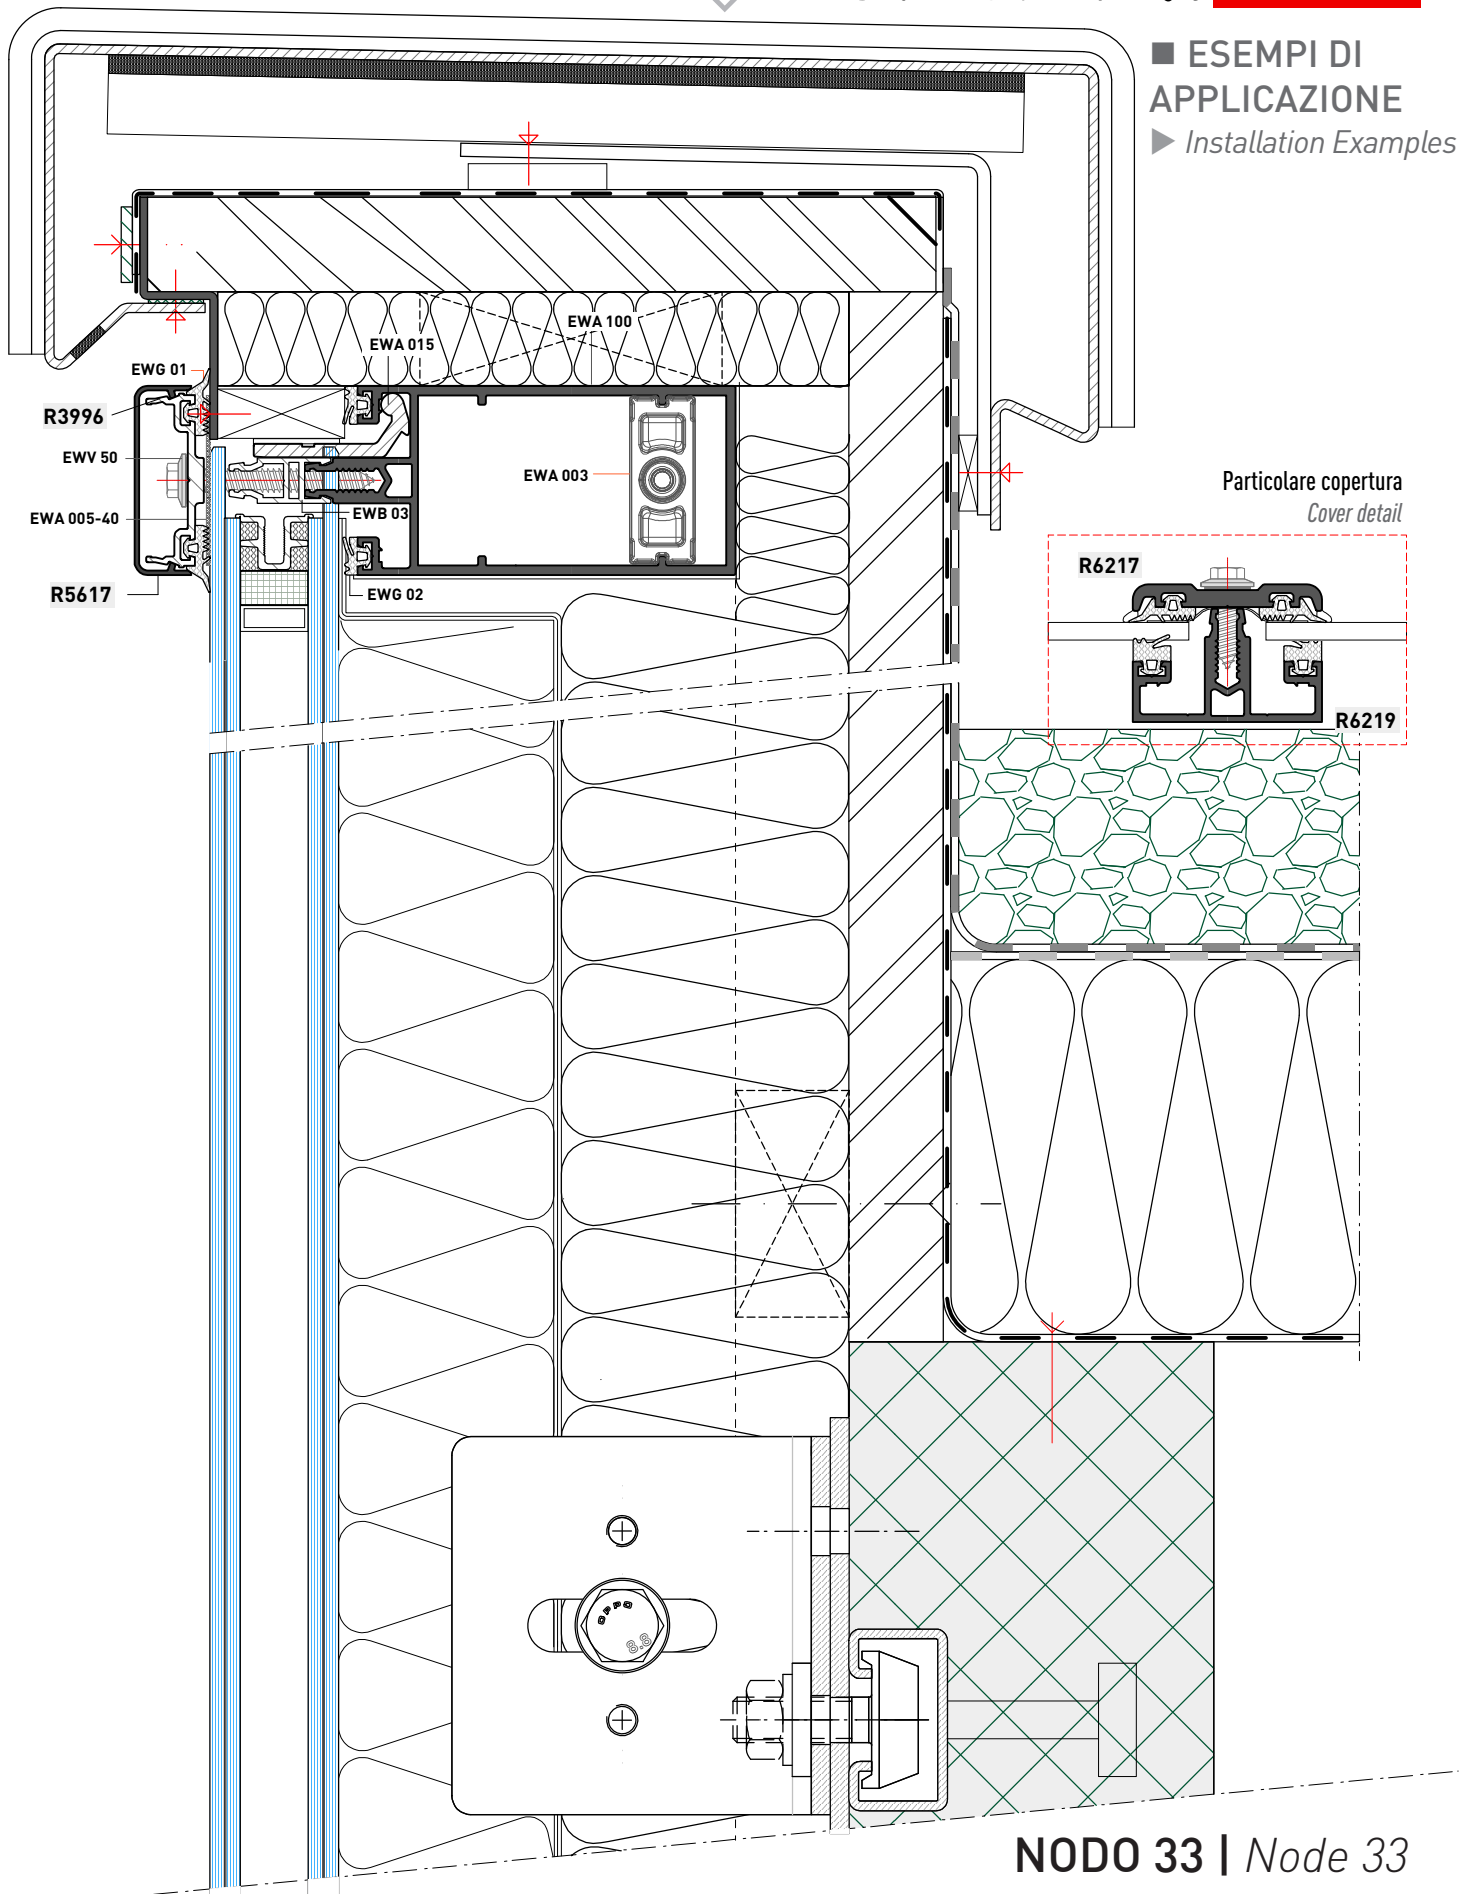 ■ ESEMPI DI
APPLICAZIONE
▶ Installation Examples
EWA 100
EWA 015
EWG 01
R3996
EWV 50
EWA 003
EWA 005-40
EWB 03
R5617
EWG 02
Particolare copertura
Cover detail
R6217
R6219
8.8
NODO 33 | Node 33